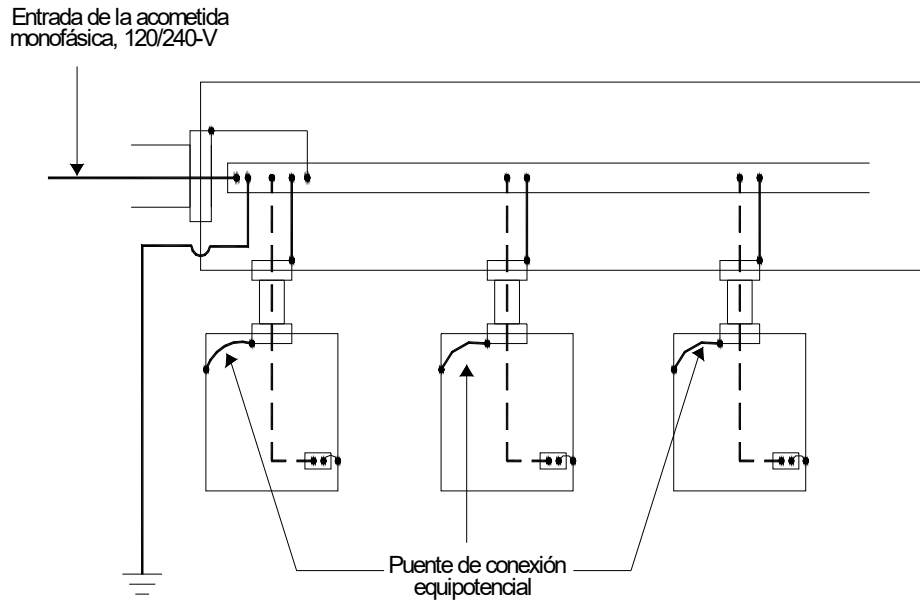 Entrada de la acometida
monofásica, 120/240-V
Puente de conexión
equipotencial